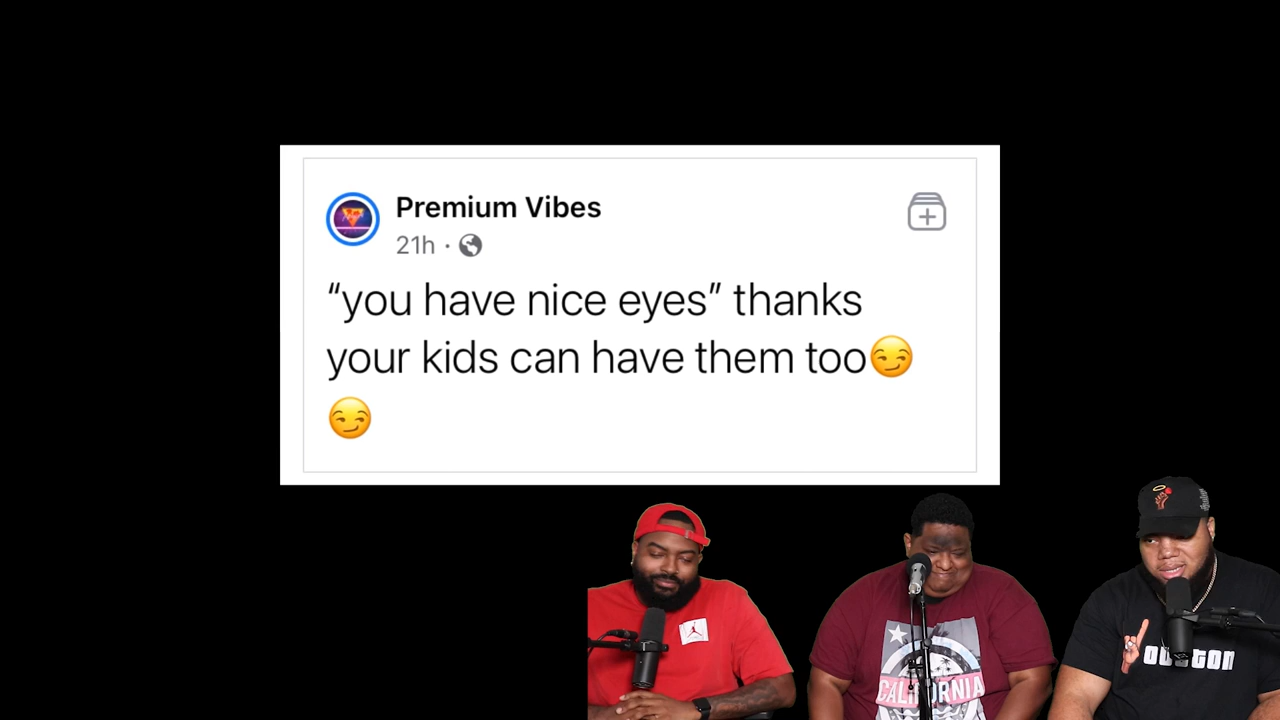 Premium Vibes
21h ·
“you have nice eyes” thanks
your kids can have them too😏
😏
CALIFORNIA